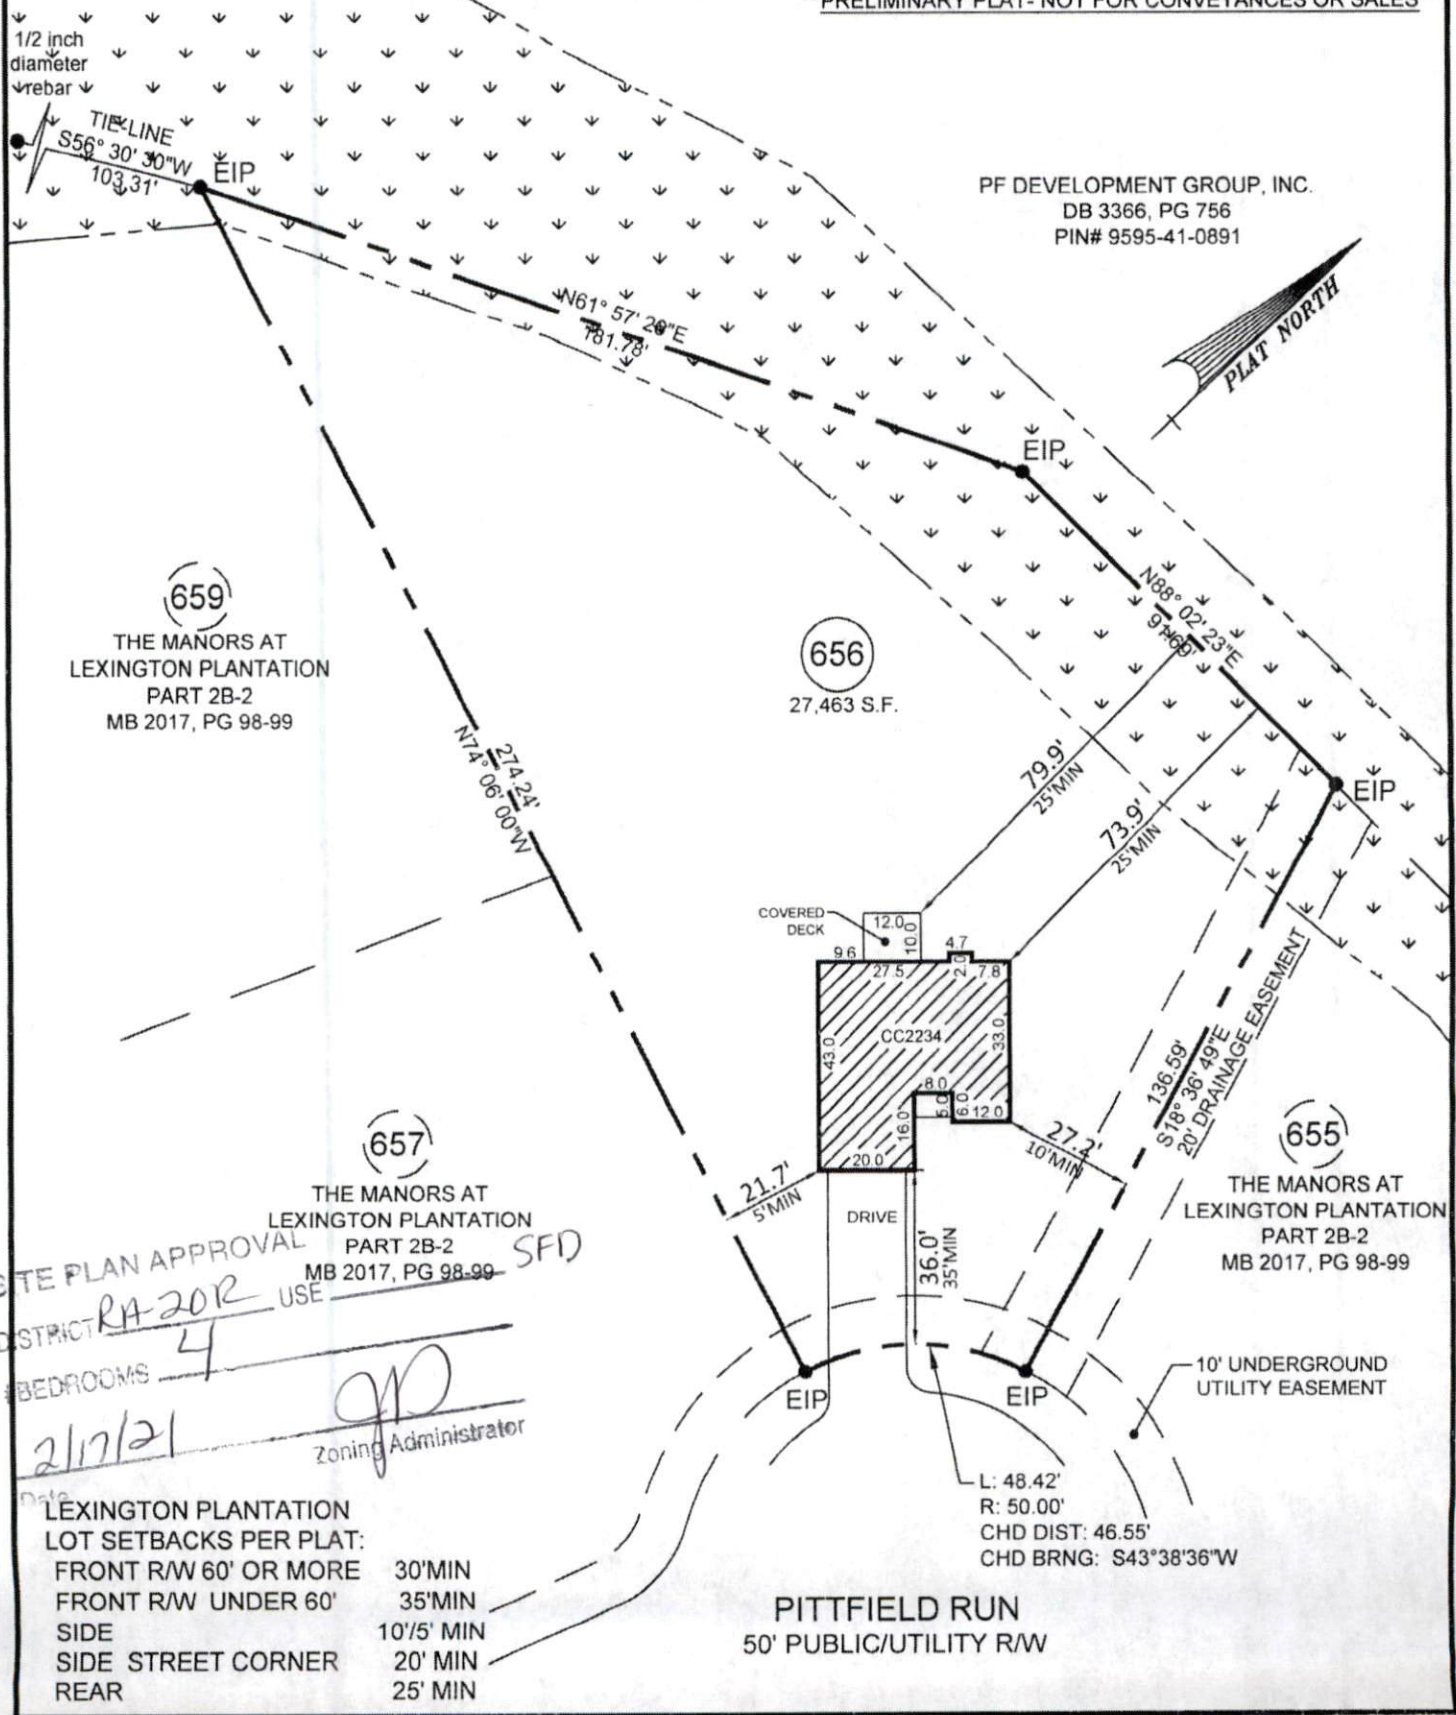 PRELIMINARY PLAT- NOT FOR CONVEYANCES OR SALES
1/2 inch
diameter
rebar
TIE-LINE
S56° 30' 30"W
103.31'
EIP
PF DEVELOPMENT GROUP, INC.
DB 3366, PG 756
PIN# 9595-41-0891
PLAT NORTH
N61° 57' 29"E
181.78'
EIP
N88° 02' 23"E
91.69'
EIP
659
THE MANORS AT
LEXINGTON PLANTATION
PART 2B-2
MB 2017, PG 98-99
656
27,463 S.F.
274.24'
N74° 06' 00"W
79.9'
25'MIN
73.9'
25'MIN
COVERED
DECK
12.0
10.0
9.6
27.5
4.7
2.0
7.8
CC2234
43.0
33.0
8.0
5.0
6.0
12.0
16.0
20.0
136.59'
S18° 36' 49"E
20' DRAINAGE EASEMENT
27.2'
10'MIN
21.7'
5'MIN
DRIVE
36.0'
35'MIN
657
THE MANORS AT
LEXINGTON PLANTATION
PART 2B-2
MB 2017, PG 98-99
655
THE MANORS AT
LEXINGTON PLANTATION
PART 2B-2
MB 2017, PG 98-99
SITE PLAN APPROVAL
DISTRICT RA-20R USE SFD
#BEDROOMS 4
2/17/21
Zoning Administrator
Date
EIP
EIP
10' UNDERGROUND
UTILITY EASEMENT
L: 48.42'
R: 50.00'
CHD DIST: 46.55'
CHD BRNG: S43°38'36"W
LEXINGTON PLANTATION
LOT SETBACKS PER PLAT:
FRONT R/W 60' OR MORE 30'MIN
FRONT R/W UNDER 60' 35'MIN
SIDE 10'/5' MIN
SIDE STREET CORNER 20' MIN
REAR 25' MIN
PITTFIELD RUN
50' PUBLIC/UTILITY R/W